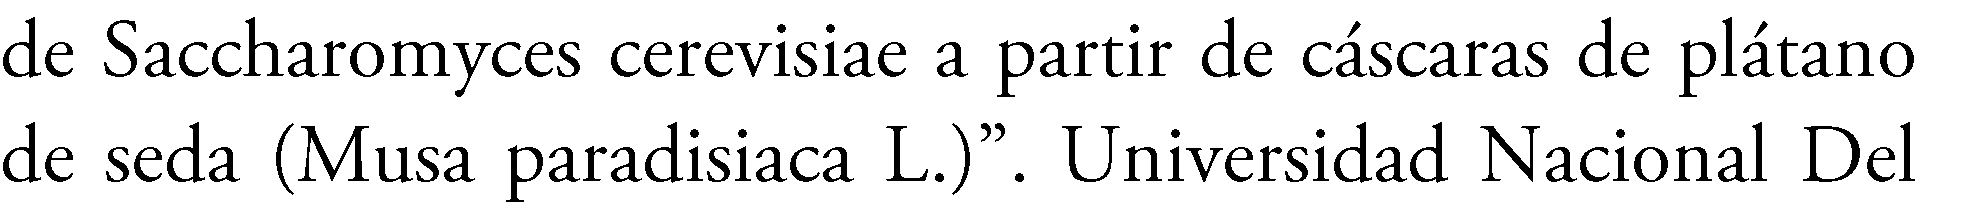 de Saccharomyces cerevisiae a partir de cáscaras de plátano
de seda (Musa paradisiaca L.)”. Universidad Nacional Del